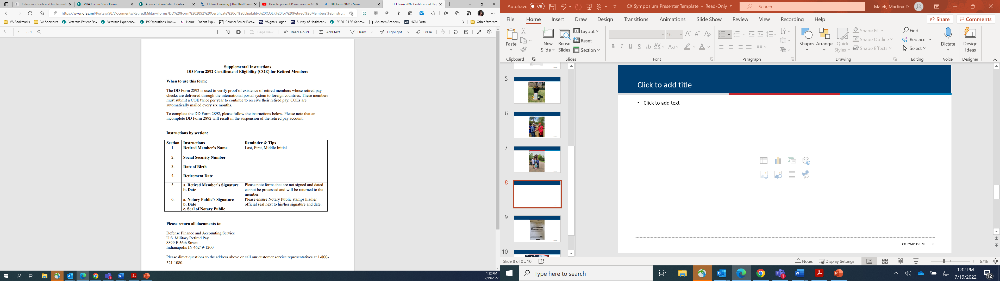 Calendar - Tools and Implement
VHA Comm Site - Home
Access to Care Site Updates
Online Learning | The Thrift Sav
How to present PowerPoint in M
DD form 2892 - Search
DD Form 2892 Certificate of Elig
https://www.dfas.mil/Portals/98/Documents/RetiredMilitary/forms/DD%20Form%202892%20Certificate%20of%20Eligibility%20(COE)%20for%20Retired%20Members%20instru...
VA Bookmarks
VA Shortcuts
Veterans Patient Ex...
Veterans Experienc...
PX Operations, Impl...
Home - Patient Exp...
Course: Senior Exec...
VSignals Logon
Survey of Healthcar...
FY 2019 LEG Series...
Acumen Academy
HCM Portal
Other favorites
1 of 1
Page view
Read aloud
Add text
Draw
Highlight
Erase
Supplemental Instructions
DD Form 2892 Certificate of Eligibility (COE) for Retired Members
When to use this form:
The DD Form 2892 is used to verify proof of existence of retired members whose retired pay
checks are delivered through the international postal system to foreign countries. These members
must submit a COE twice per year to continue to receive their retired pay. COEs are
automatically mailed every six months.
To complete the DD Form 2892, please follow the instructions below. Please note that an
incomplete DD Form 2892 will result in the suspension of the retired pay account.
Instructions by section:
Section Instructions Reminder & Tips
1. Retired Member's Name Last, First, Middle Initial
2. Social Security Number
3. Date of Birth
4. Retirement Date
5. a. Retired Member's Signature Please note forms that are not signed and dated
b. Date cannot be processed and will be returned to the
member.
6. a. Notary Public's Signature Please ensure Notary Public stamps his/her
b. Date official seal next to his/her signature and date.
c. Seal of Notary Public
Please return all documents to:
Defense Finance and Accounting Service
U.S. Military Retired Pay
8899 E 56th Street
Indianapolis IN 46249-1200
Please direct questions to the address above or call our customer service representatives at 1-800-
321-1080.
1:32 PM
7/19/2022
AutoSave Off
CX Symposium Presenter Template - Read-Only
Search
Malek, Martina D.
File Home Insert Draw Design Transitions Animations Slide Show Review View Recording Help
Share
Comments
Paste
Clipboard
New
Slide
Reuse
Slides
Layout
Reset
Section
Slides
16
B I U S ab AV Aa A
Font
Paragraph
Shapes
Arrange
Quick
Styles
Shape Fill
Shape Outline
Shape Effects
Drawing
Find
Replace
Select
Editing
Dictate
Voice
Design
Ideas
Designer
5
6
7
8
9
10
Click to add title
• Click to add text
CX SYMPOSIUM 8
Slide 8 of 0 .. 10
Notes
Display Settings
67%
Type here to search
1:32 PM
7/19/2022
12